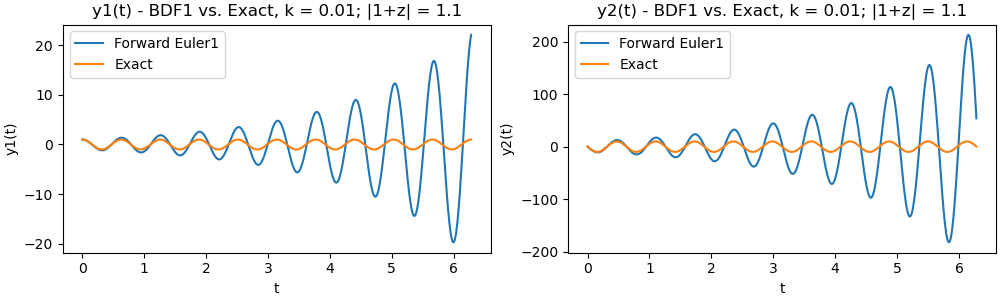 y1(t) - BDF1 vs. Exact, k = 0.01; |1+z| = 1.1
Forward Euler1
Exact
y1(t)
20
10
0
−10
−20
0 1 2 3 4 5 6
t
y2(t) - BDF1 vs. Exact, k = 0.01; |1+z| = 1.1
Forward Euler1
Exact
y2(t)
200
100
0
−100
−200
0 1 2 3 4 5 6
t